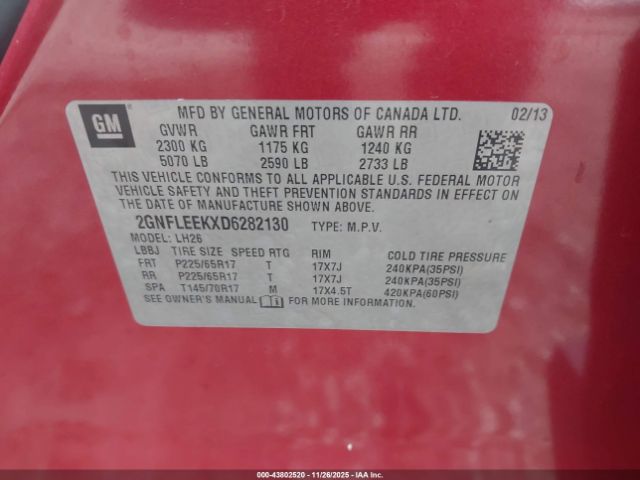 GM
MFD BY GENERAL MOTORS OF CANADA LTD. 02/13
GVWR GAWR FRT GAWR RR
2300 KG 1175 KG 1240 KG
5070 LB 2590 LB 2733 LB
THIS VEHICLE CONFORMS TO ALL APPLICABLE U.S. FEDERAL MOTOR
VEHICLE SAFETY AND THEFT PREVENTION STANDARDS IN EFFECT ON
THE DATE OF MANUFACTURE SHOWN ABOVE.
2GNFLEEKXD6282130 TYPE: M.P.V.
MODEL: LH26
LBBJ TIRE SIZE SPEED RTG RIM COLD TIRE PRESSURE
FRT P225/65R17 T 17X7J 240KPA(35PSI)
RR P225/65R17 T 17X7J 240KPA(35PSI)
SPA T145/70R17 M 17X4.5T 420KPA(60PSI)
SEE OWNER'S MANUAL FOR MORE INFORMATION.
000-43802520 - 11/26/2025 - IAAI.com